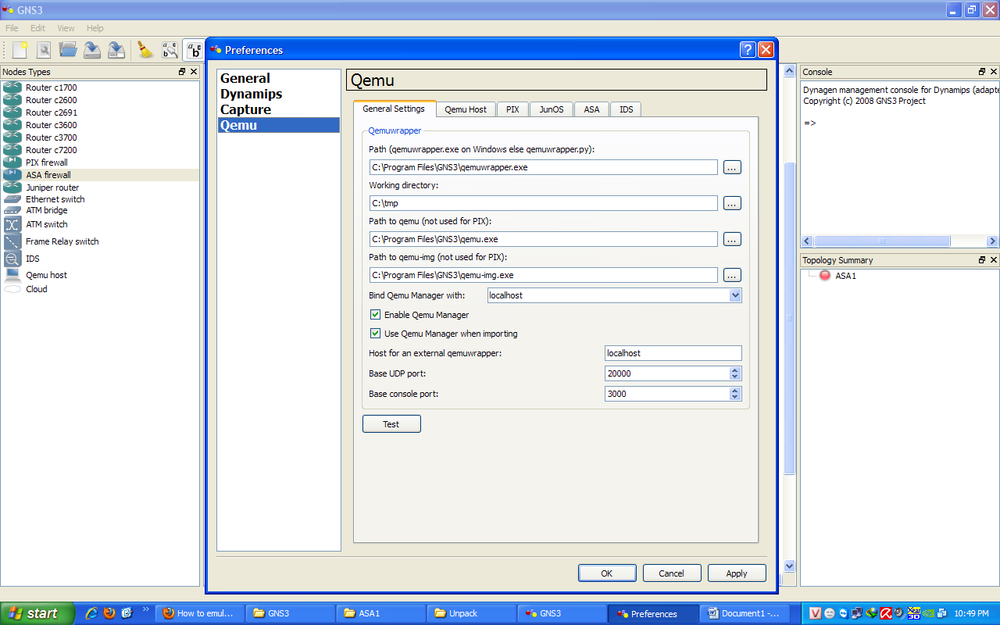 GNS3
File Edit View Help
Nodes Types
Router c1700
Router c2600
Router c2691
Router c3600
Router c3700
Router c7200
PIX firewall
ASA firewall
Juniper router
Ethernet switch
ATM bridge
ATM switch
Frame Relay switch
IDS
Qemu host
Cloud
Preferences
General
Dynamips
Capture
Qemu
Qemu
General Settings Qemu Host PIX JunOS ASA IDS
Qemuwrapper
Path (qemuwrapper.exe on Windows else qemuwrapper.py):
C:\Program Files\GNS3\qemuwrapper.exe ...
Working directory:
C:\tmp ...
Path to qemu (not used for PIX):
C:\Program Files\GNS3\qemu.exe ...
Path to qemu-img (not used for PIX):
C:\Program Files\GNS3\qemu-img.exe ...
Bind Qemu Manager with: localhost
Enable Qemu Manager
Use Qemu Manager when importing
Host for an external qemuwrapper: localhost
Base UDP port: 20000
Base console port: 3000
Test
OK Cancel Apply
Console
Dynagen management console for Dynamips (adapte
Copyright (c) 2008 GNS3 Project
=>
Topology Summary
ASA1
start How to emul... GNS3 ASA1 Unpack GNS3 Preferences Document1 -... 10:49 PM